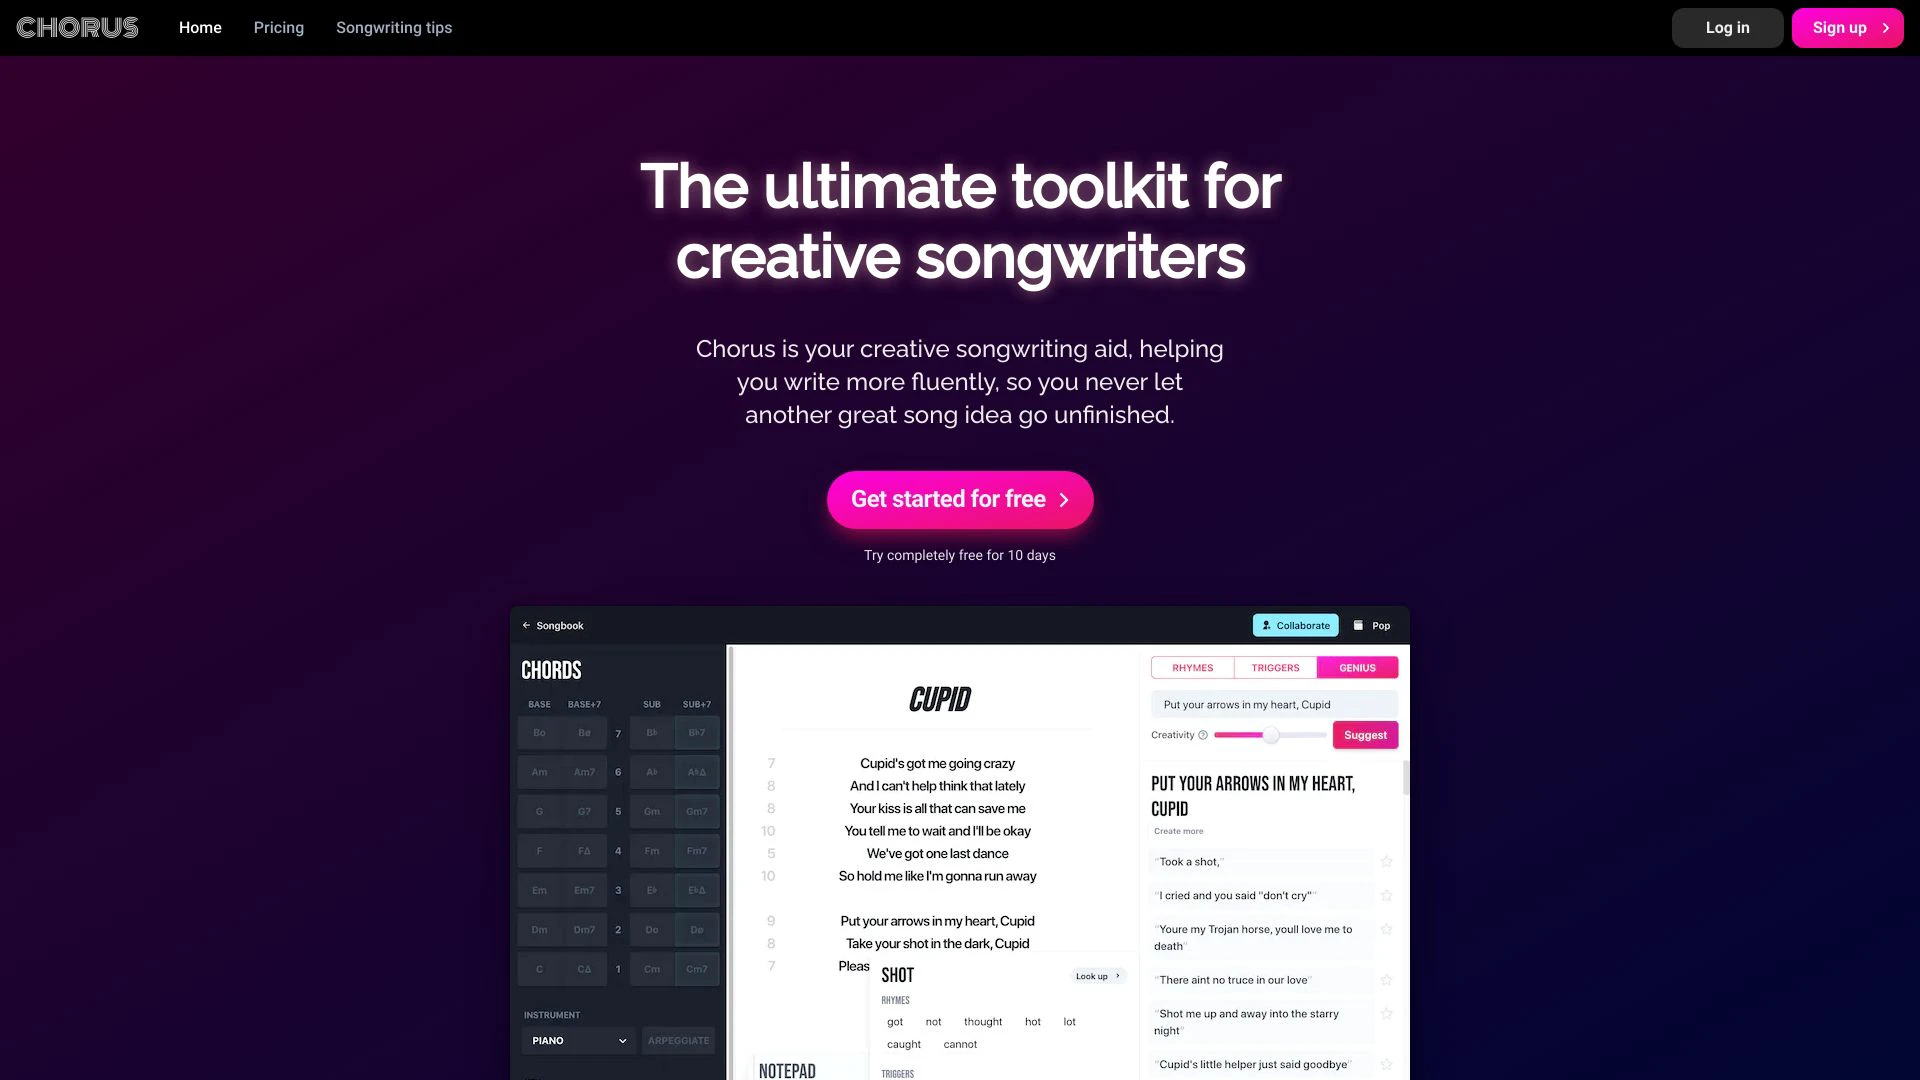 CHORUS
Home
Pricing
Songwriting tips
Log in
Sign up
The ultimate toolkit for
creative songwriters
Chorus is your creative songwriting aid, helping
you write more fluently, so you never let
another great song idea go unfinished.
Get started for free
Try completely free for 10 days
Songbook
Collaborate
Pop
CHORDS
BASE BASE+7 SUB SUB+7
Bo Bø 7 B♭ B♭7
Am Am7 6 A♭ A♭Δ
G G7 5 Gm Gm7
F FΔ 4 Fm Fm7
Em Em7 3 E♭ E♭Δ
Dm Dm7 2 Do Dø
C CΔ 1 Cm Cm7
INSTRUMENT
PIANO
ARPEGGIATE
CUPID
7 Cupid's got me going crazy
8 And I can't help think that lately
8 Your kiss is all that can save me
10 You tell me to wait and I'll be okay
5 We've got one last dance
10 So hold me like I'm gonna run away
9 Put your arrows in my heart, Cupid
8 Take your shot in the dark, Cupid
7 Pleas
SHOT
Look up
RHYMES
got not thought hot lot
caught cannot
TRIGGERS
NOTEPAD
RHYMES
TRIGGERS
GENIUS
Put your arrows in my heart, Cupid
Creativity
Suggest
PUT YOUR ARROWS IN MY HEART,
CUPID
Create more
"Took a shot,"
"I cried and you said "don't cry""
"Youre my Trojan horse, youll love me to
death"
"There aint no truce in our love"
"Shot me up and away into the starry
night"
"Cupid's little helper just said goodbye"